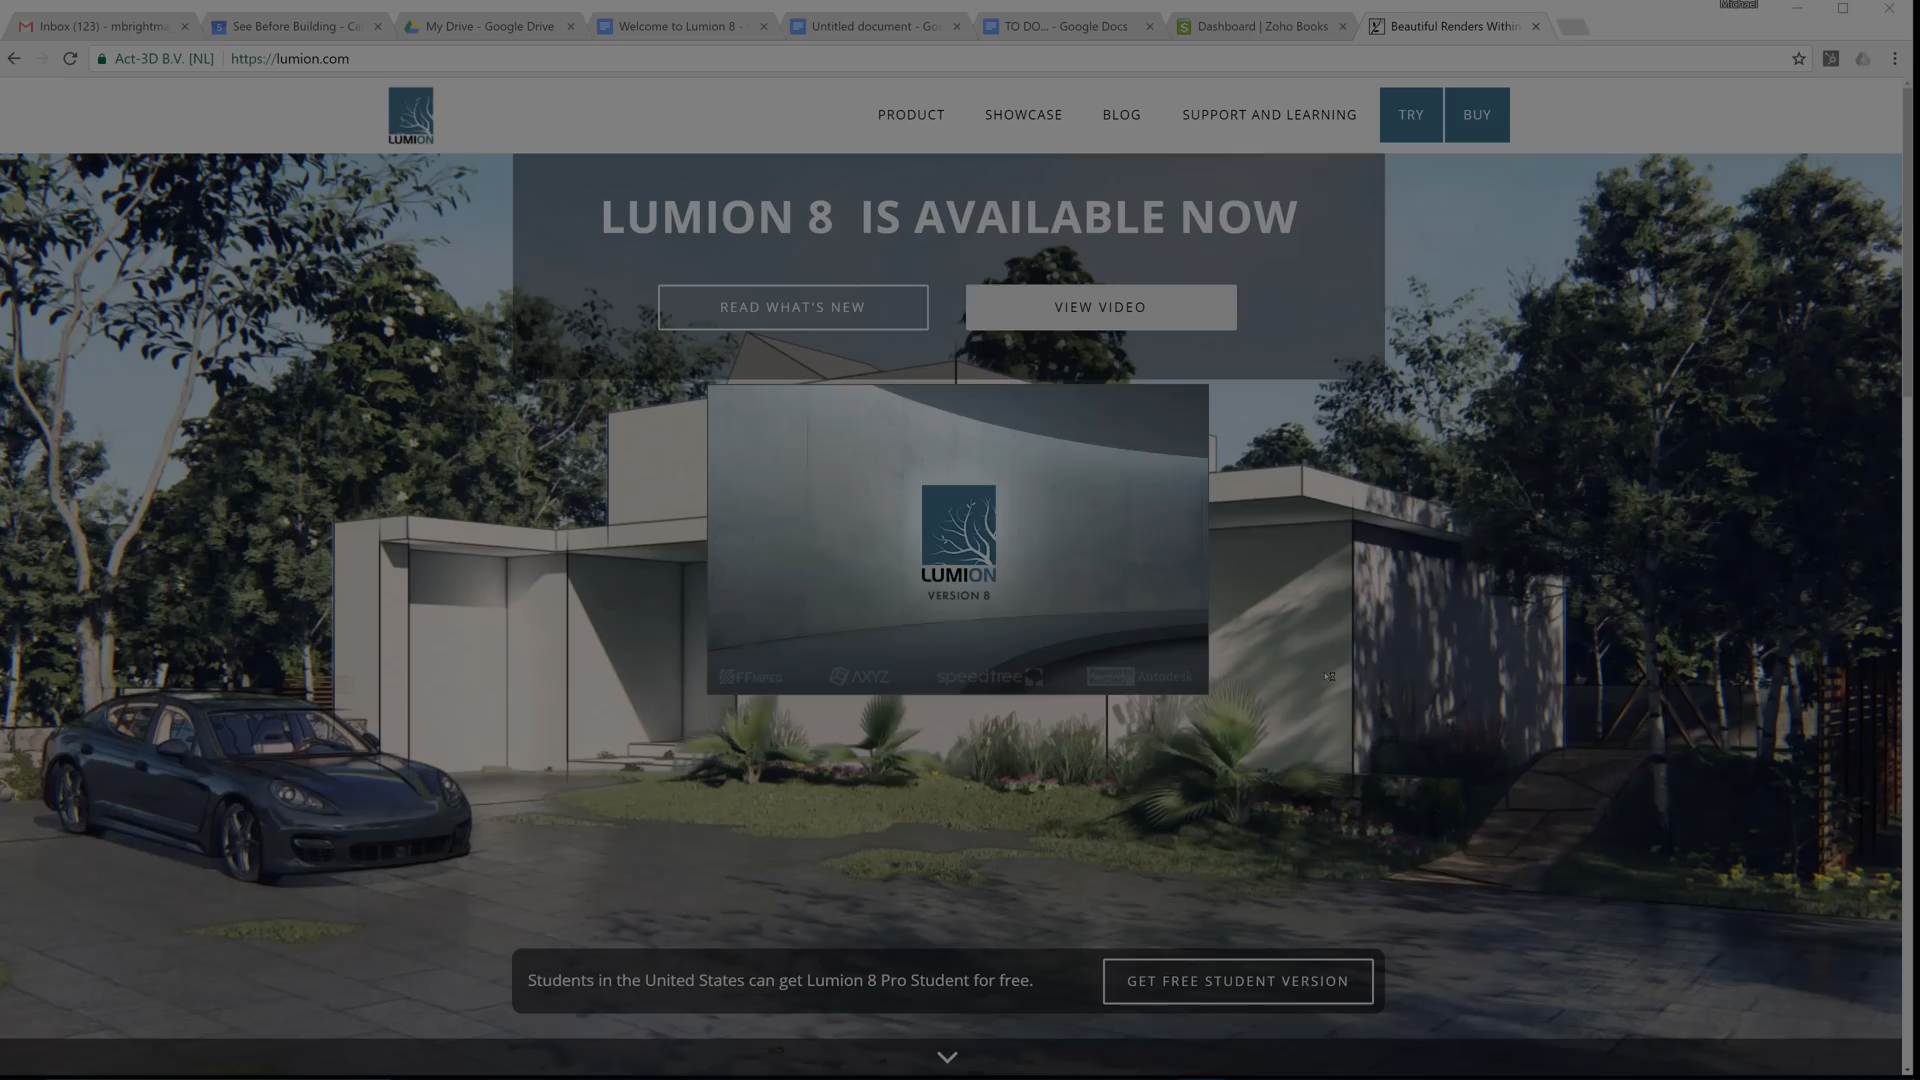 Michael
Inbox (123) - mbrightma
See Before Building - Ca
My Drive - Google Drive
Welcome to Lumion 8 -
Untitled document - Goo
TO DO... - Google Docs
Dashboard | Zoho Books
Beautiful Renders Within
Act-3D B.V. [NL]
https://lumion.com
LUMION
PRODUCT
SHOWCASE
BLOG
SUPPORT AND LEARNING
TRY
BUY
LUMION 8 IS AVAILABLE NOW
READ WHAT'S NEW
VIEW VIDEO
LUMION
VERSION 8
FFMPEG
AXYZ
speedtree
Autodesk
Students in the United States can get Lumion 8 Pro Student for free.
GET FREE STUDENT VERSION